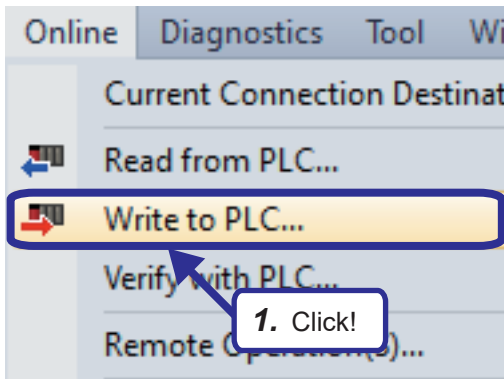 Online Diagnostics Tool
Current Connection Destinat
Read from PLC...
Write to PLC...
Verify with PLC...
1. Click!
Remote Operation(s)...